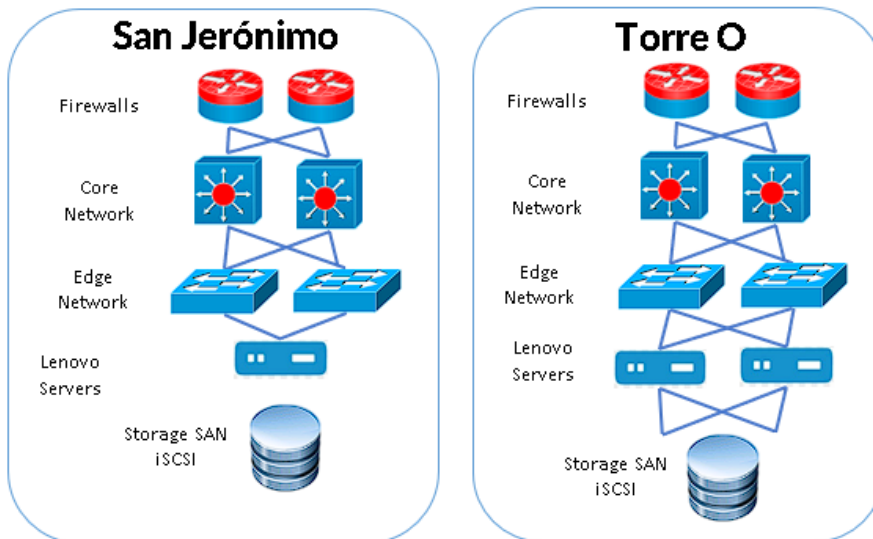 San Jerónimo
Firewalls
Core
Network
Edge
Network
Lenovo
Servers
Storage SAN
iSCSI
Torre O
Firewalls
Core
Network
Edge
Network
Lenovo
Servers
Storage SAN
iSCSI